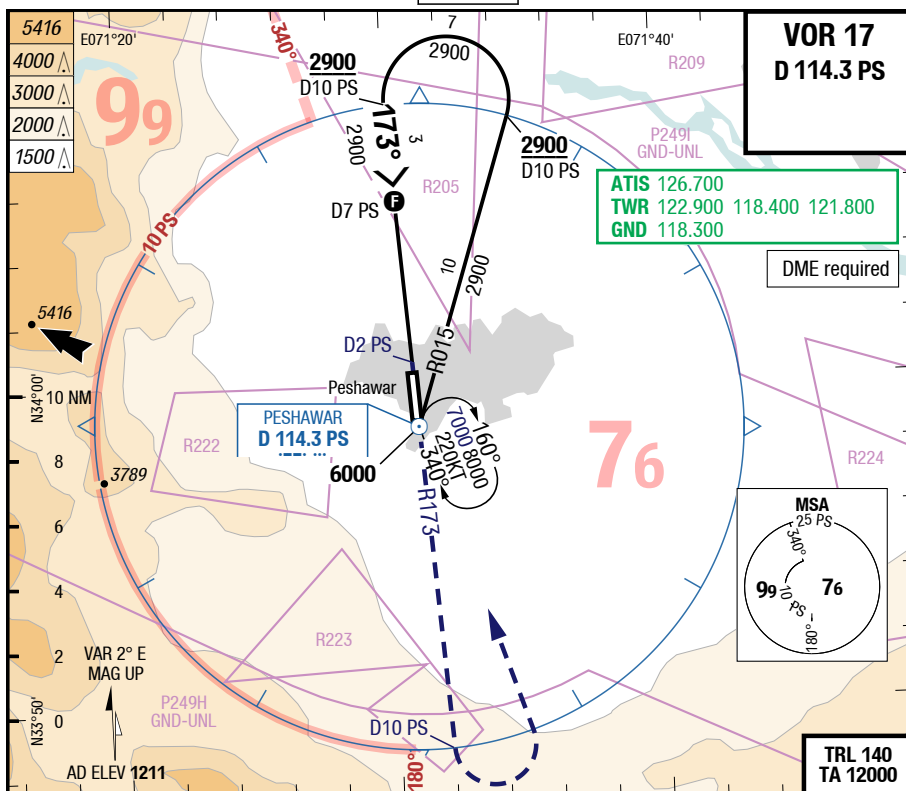 5416
4000
3000
2000
1500
E071°20'
99
340°
2900
D10 PS
7
2900
E071°40'
R209
VOR 17
D 114.3 PS
173°
3
2900
2900
D10 PS
P249I
GND-UNL
R205
D7 PS
F
ATIS 126.700
TWR 122.900 118.400 121.800
GND 118.300
DME required
10 PS
10
2900
R015
5416
D2 PS
Peshawar
N34°00'
10 NM
PESHAWAR
D 114.3 PS
R222
6000
160°
7000 8000
220KT
340°
76
R224
8
3789
R173
6
MSA
25 PS
340°
99
76
10 PS
180°
4
R223
2
VAR 2° E
MAG UP
P249H
GND-UNL
N33°50'
0
D10 PS
180°
AD ELEV 1211
TRL 140
TA 12000